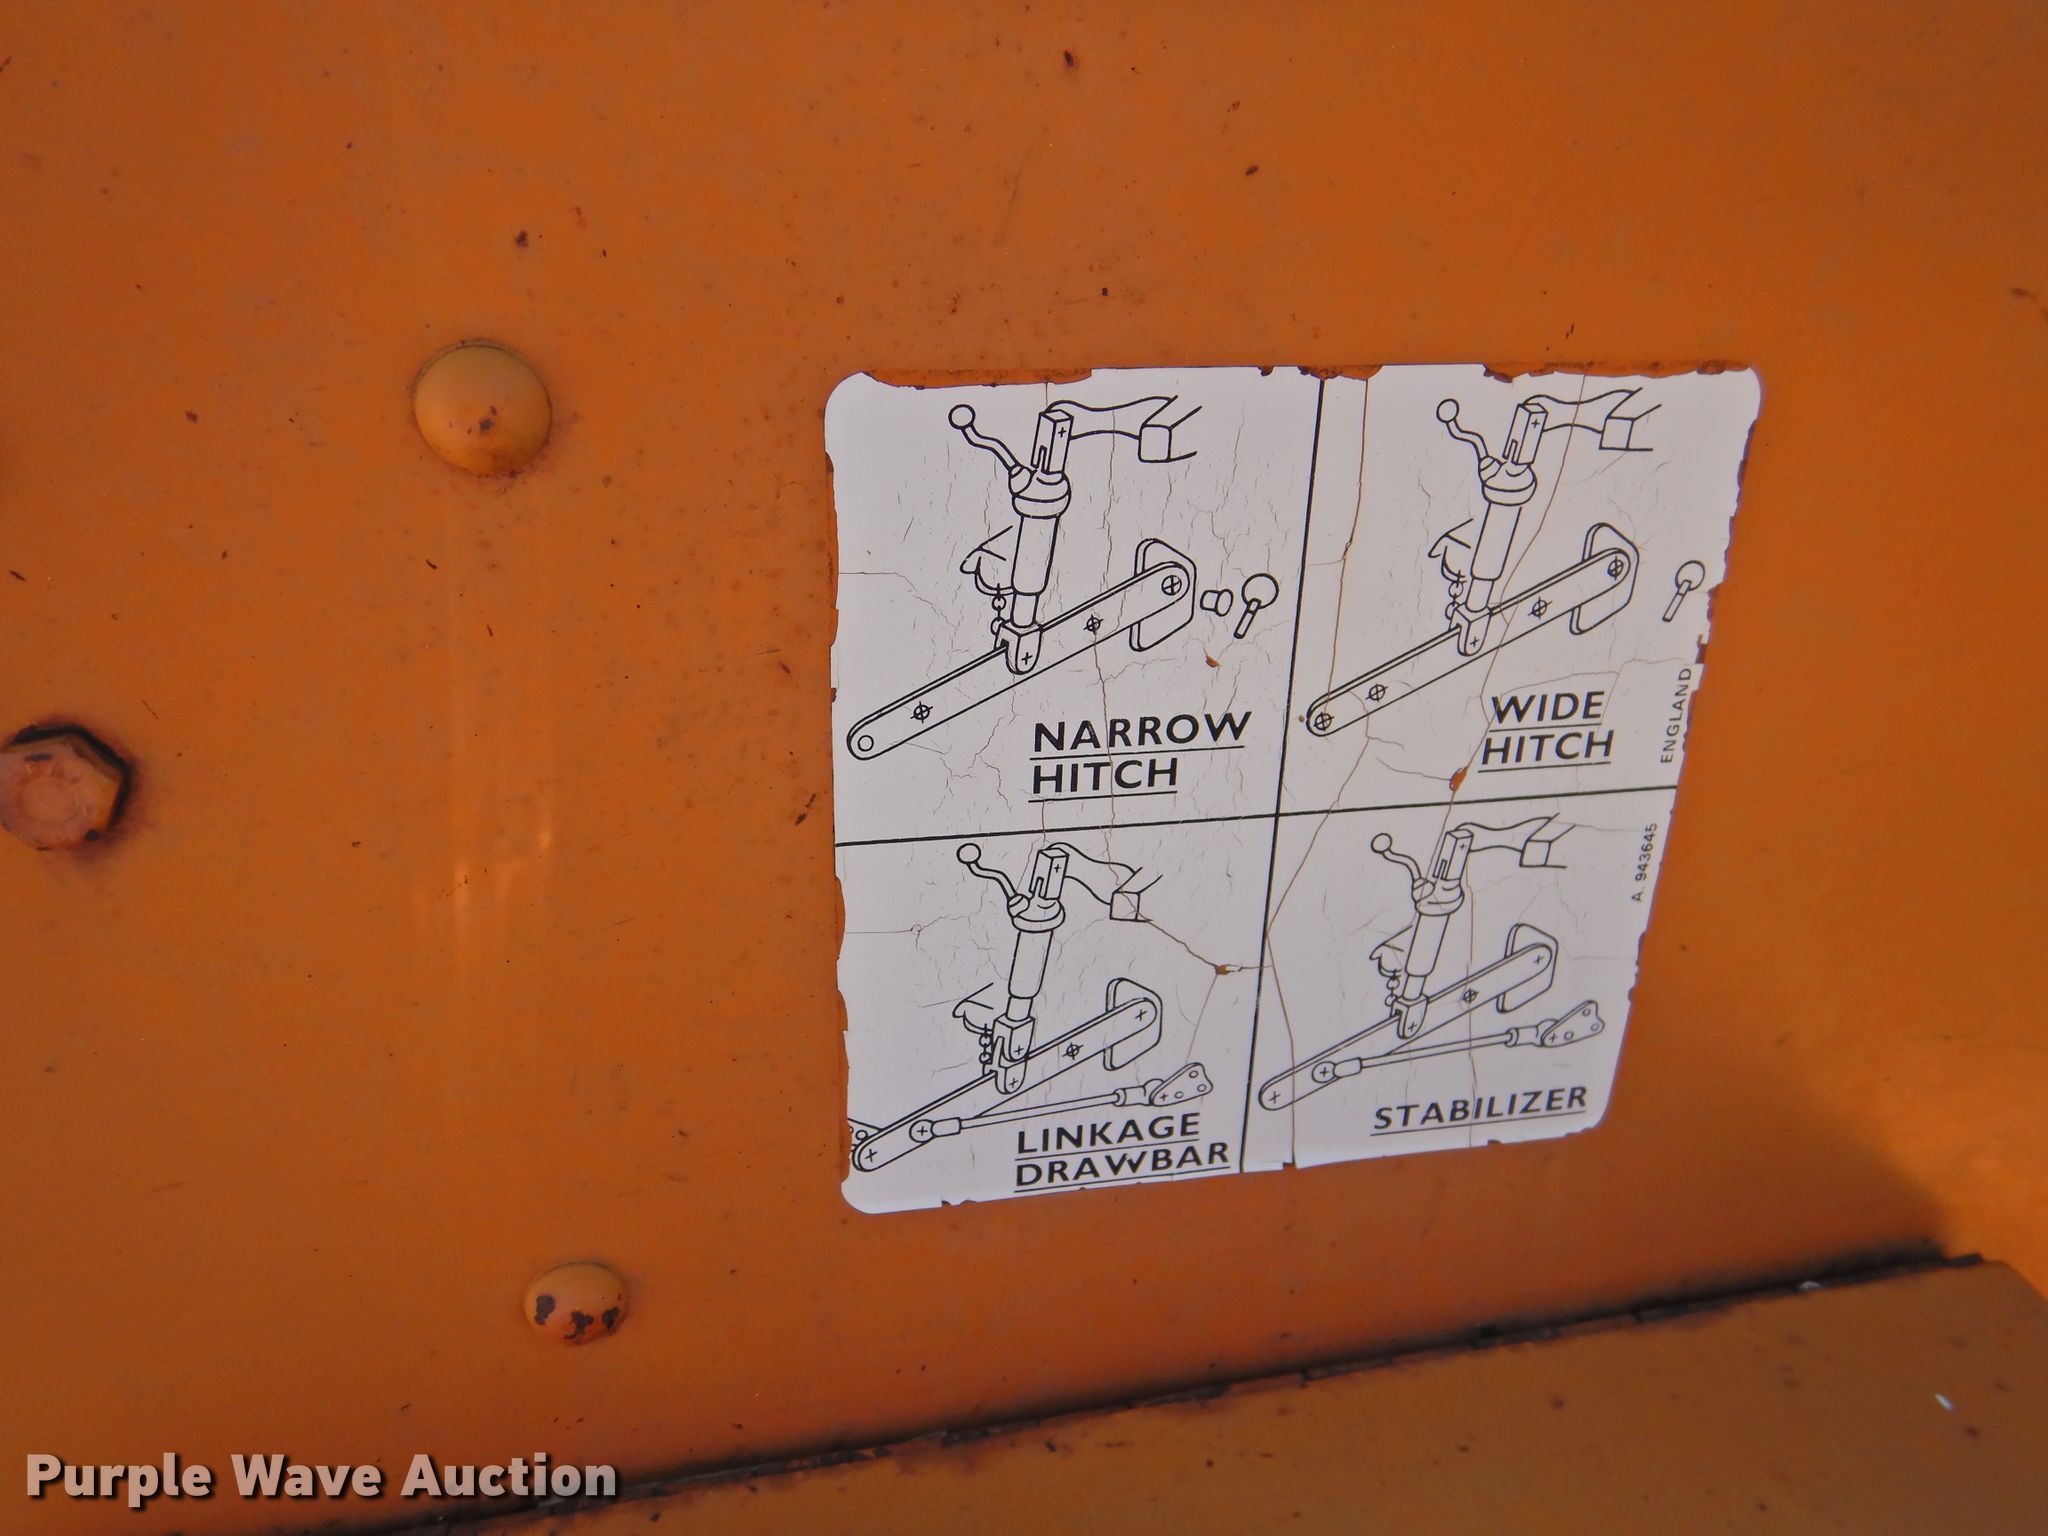 NARROW
HITCH
WIDE
HITCH
ENGLAND
LINKAGE
DRAWBAR
STABILIZER
A. 943645
Purple Wave Auction